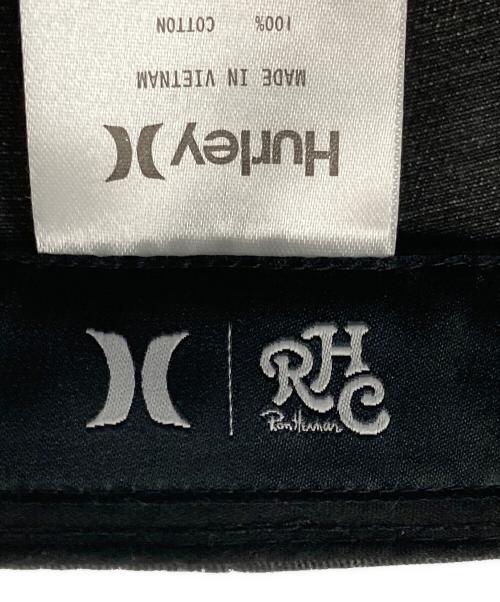 Hurley
MADE IN VIETNAM
100% COTTON
RHC
Ron Herman